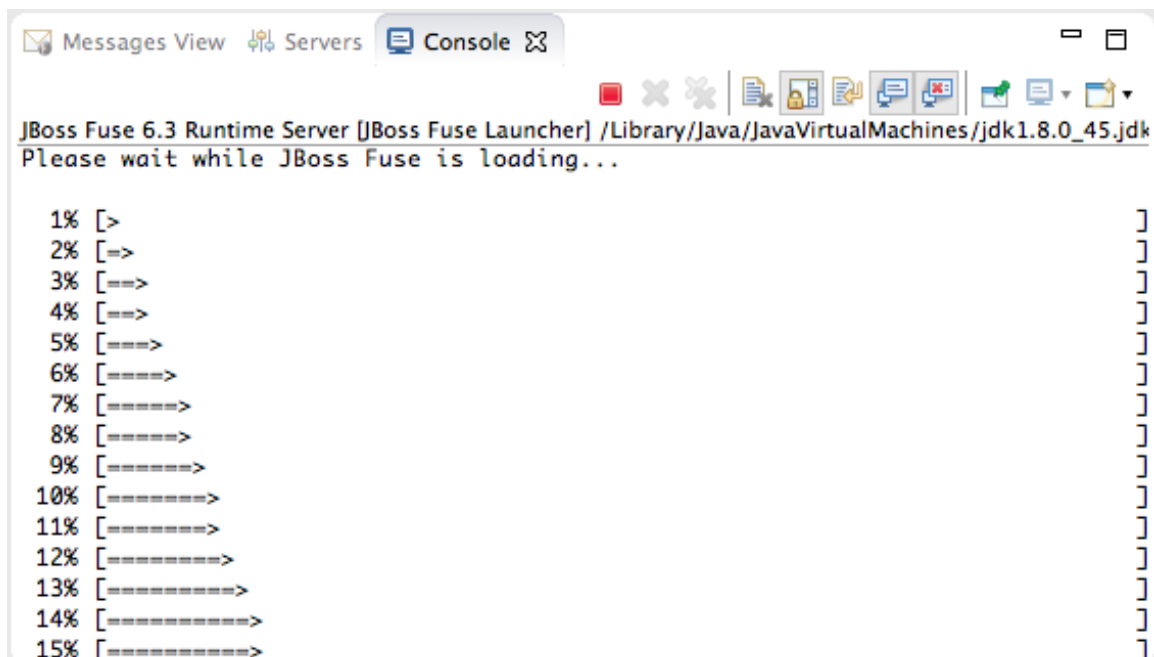 Messages View Servers Console
JBoss Fuse 6.3 Runtime Server [JBoss Fuse Launcher] /Library/Java/JavaVirtualMachines/jdk1.8.0_45.jdk
Please wait while JBoss Fuse is loading...
1% [> ]
2% [=> ]
3% [==> ]
4% [==> ]
5% [===> ]
6% [====> ]
7% [=====> ]
8% [=====> ]
9% [======> ]
10% [=======> ]
11% [=======> ]
12% [========> ]
13% [=========> ]
14% [==========> ]
15% [==========> ]